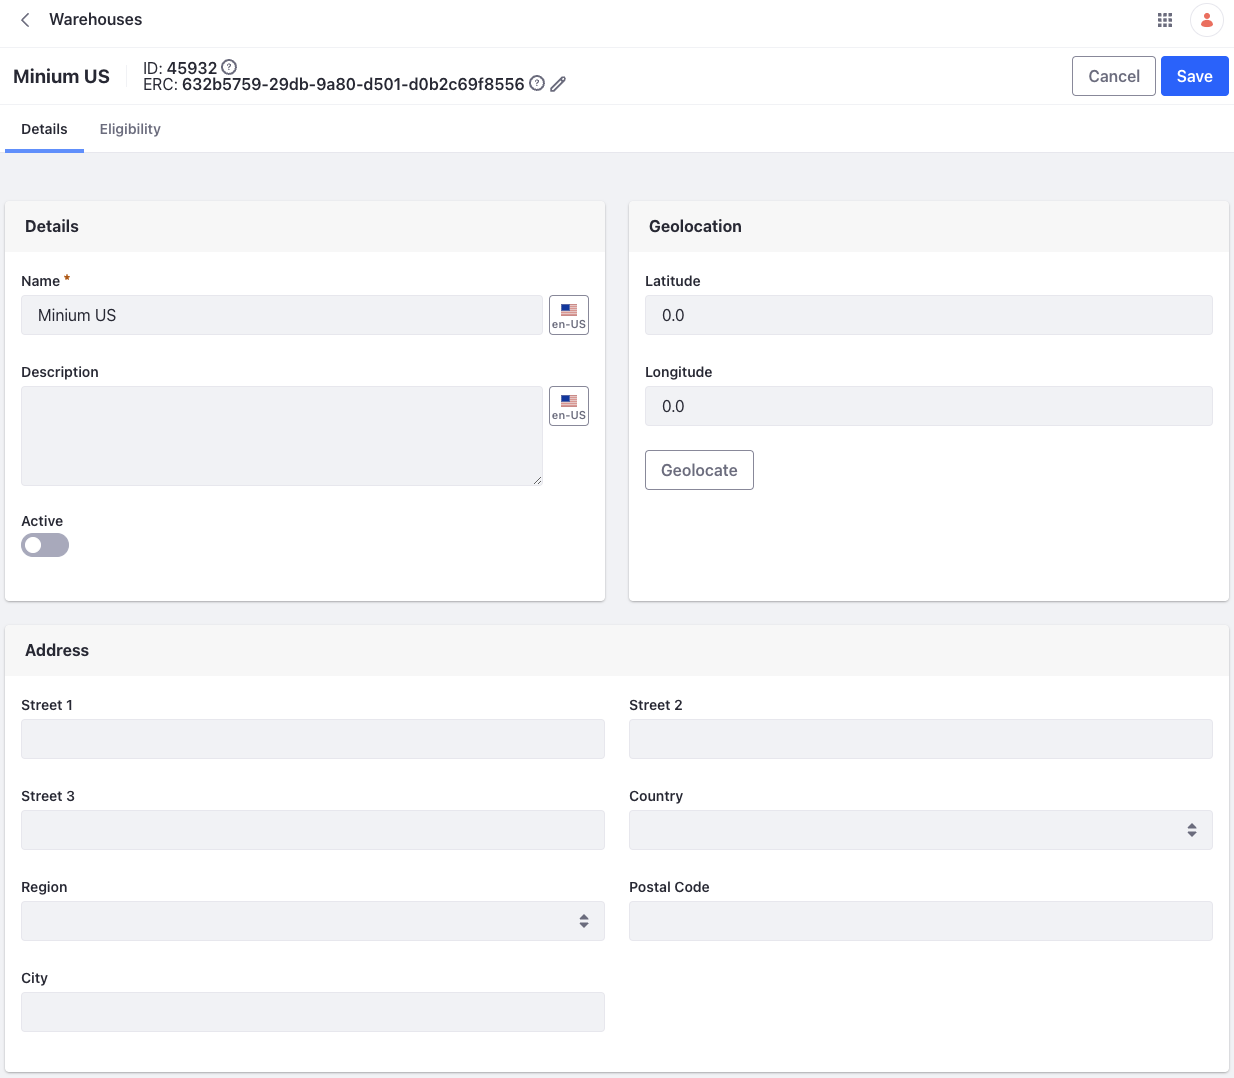 Warehouses
Minium US
ID: 45932
ERC: 632b5759-29db-9a80-d501-d0b2c69f8556
Cancel
Save
Details
Eligibility
Details
Name *
Minium US
en-US
Description
en-US
Active
Geolocation
Latitude
0.0
Longitude
0.0
Geolocate
Address
Street 1
Street 2
Street 3
Country
Region
Postal Code
City